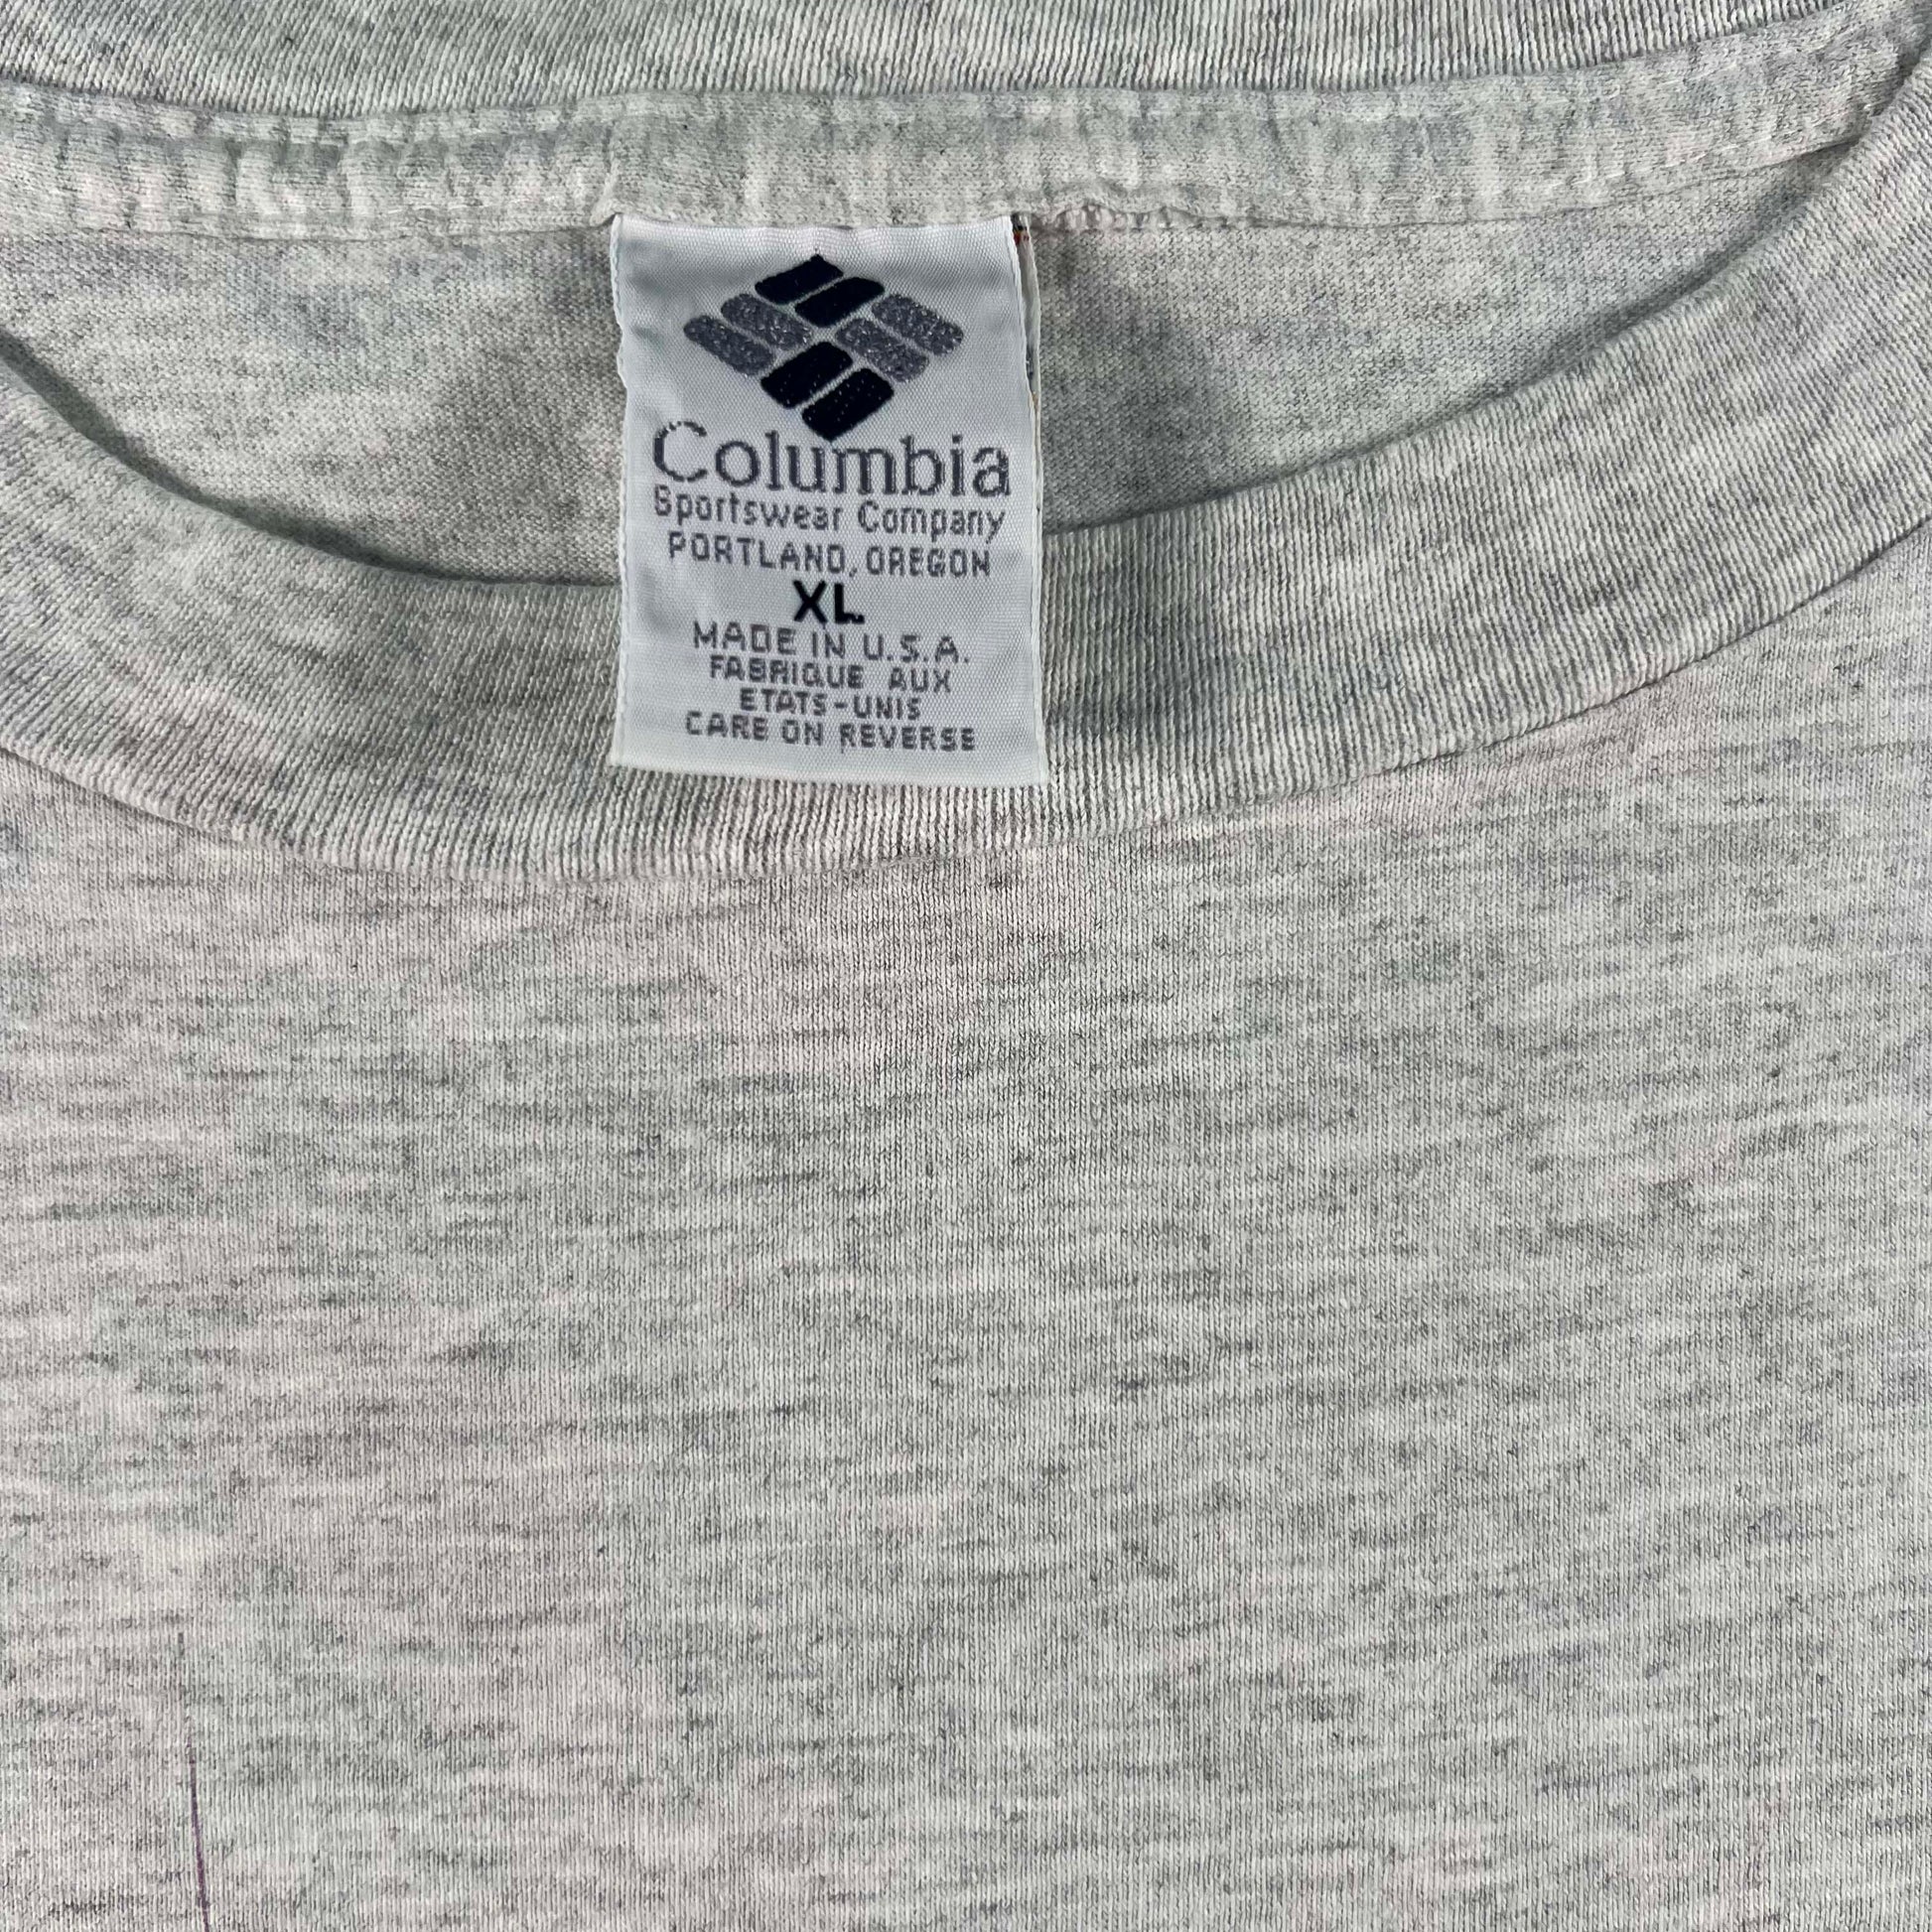 Columbia
Sportswear Company
PORTLAND, OREGON
XL
MADE IN U.S.A.
FABRIQUE AUX
ETATS-UNIS
CARE ON REVERSE